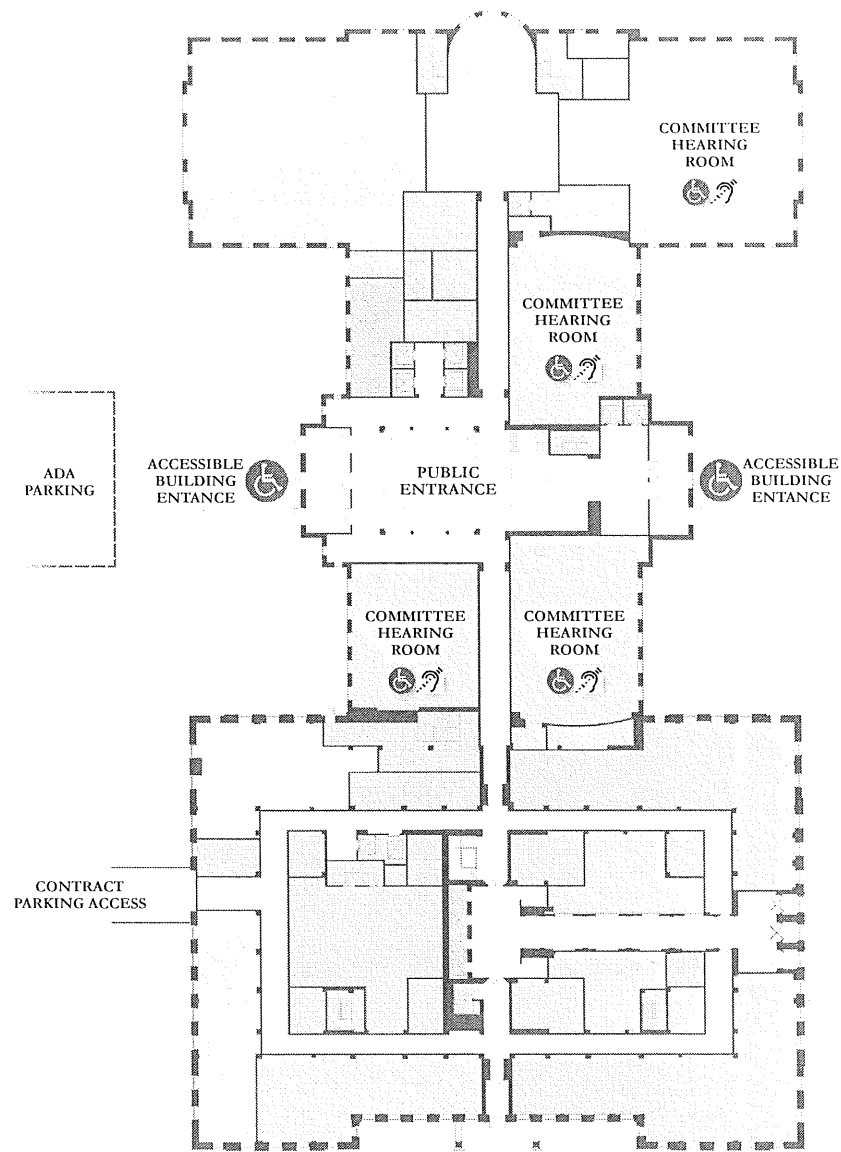 COMMITTEE
HEARING
ROOM
COMMITTEE
HEARING
ROOM
ADA
PARKING
ACCESSIBLE
BUILDING
ENTANCE
PUBLIC
ENTRANCE
ACCESSIBLE
BUILDING
ENTANCE
COMMITTEE
HEARING
ROOM
COMMITTEE
HEARING
ROOM
CONTRACT
PARKING ACCESS